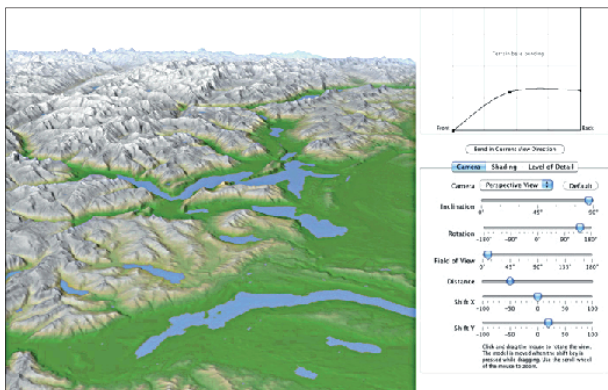 Terrain Bending
Front
Back
Bend in Current View Direction
Camera Shading Level of Detail
Camera Perspective View Default
Inclination
0° 45° 90°
Rotation
-180° -90° 0° 90° 180°
Field of View
0° 45° 90° 135° 180°
Distance
Shift X
-100 -50 0 50 100
Shift Y
-100 -50 0 50 100
Click and drag the mouse to rotate the view.
The model is moved when the shift key is
pressed while dragging. Use the scroll wheel
of the mouse to zoom.